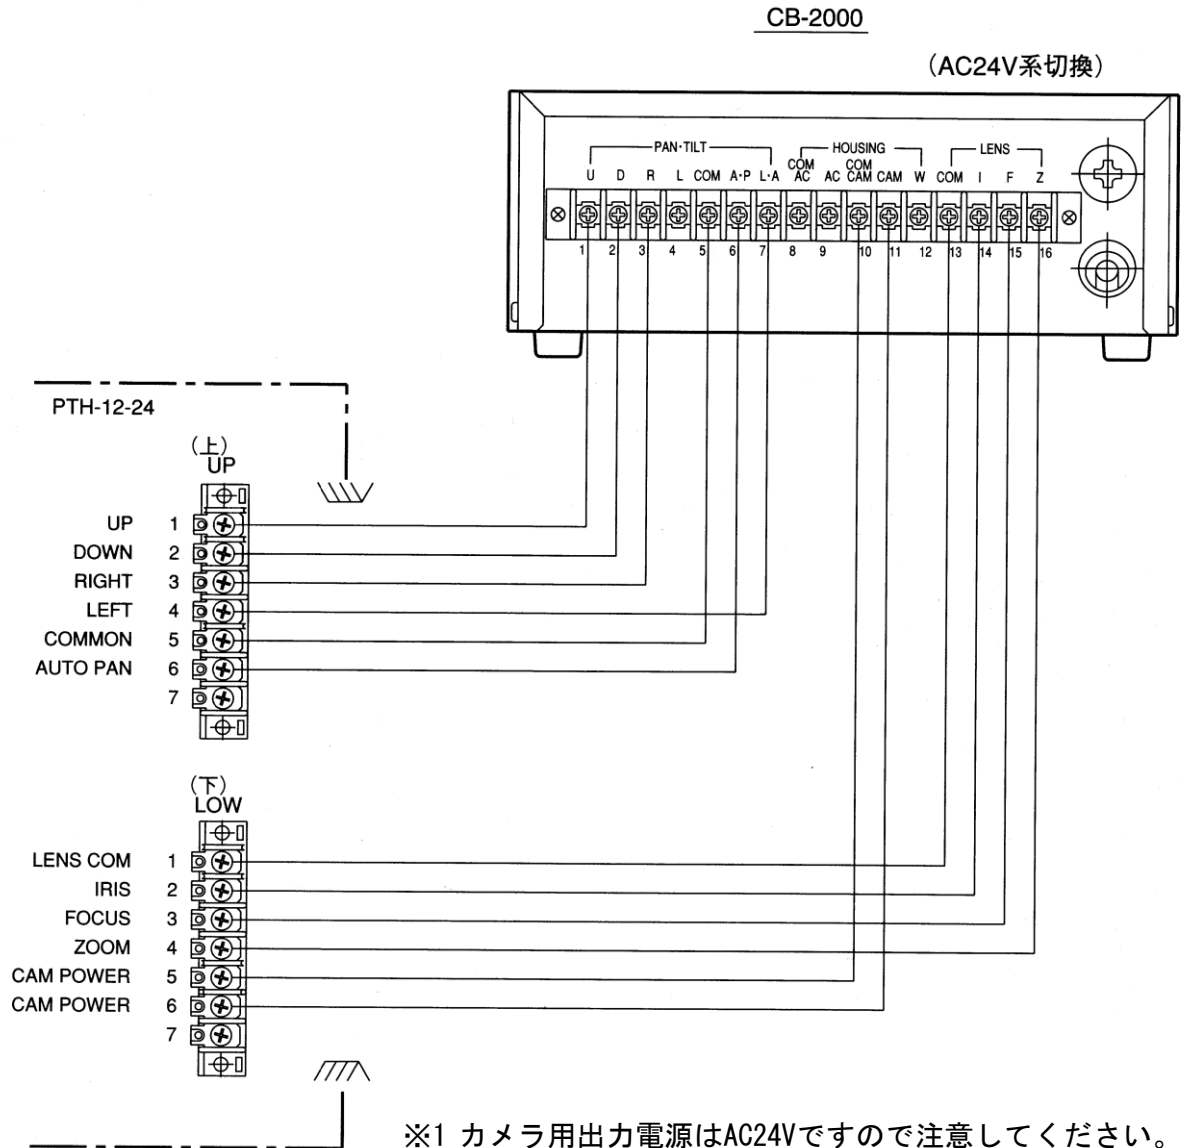 CB-2000
(AC24V系切換)
PAN・TILT HOUSING LENS
U D R L COM A・P L・A COM AC AC COM CAM CAM W COM I F Z
1 2 3 4 5 6 7 8 9 10 11 12 13 14 15 16
PTH-12-24
(上)
UP
UP 1
DOWN 2
RIGHT 3
LEFT 4
COMMON 5
AUTO PAN 6
7
(下)
LOW
LENS COM 1
IRIS 2
FOCUS 3
ZOOM 4
CAM POWER 5
CAM POWER 6
7
※1 カメラ用出力電源はAC24Vですので注意してください。